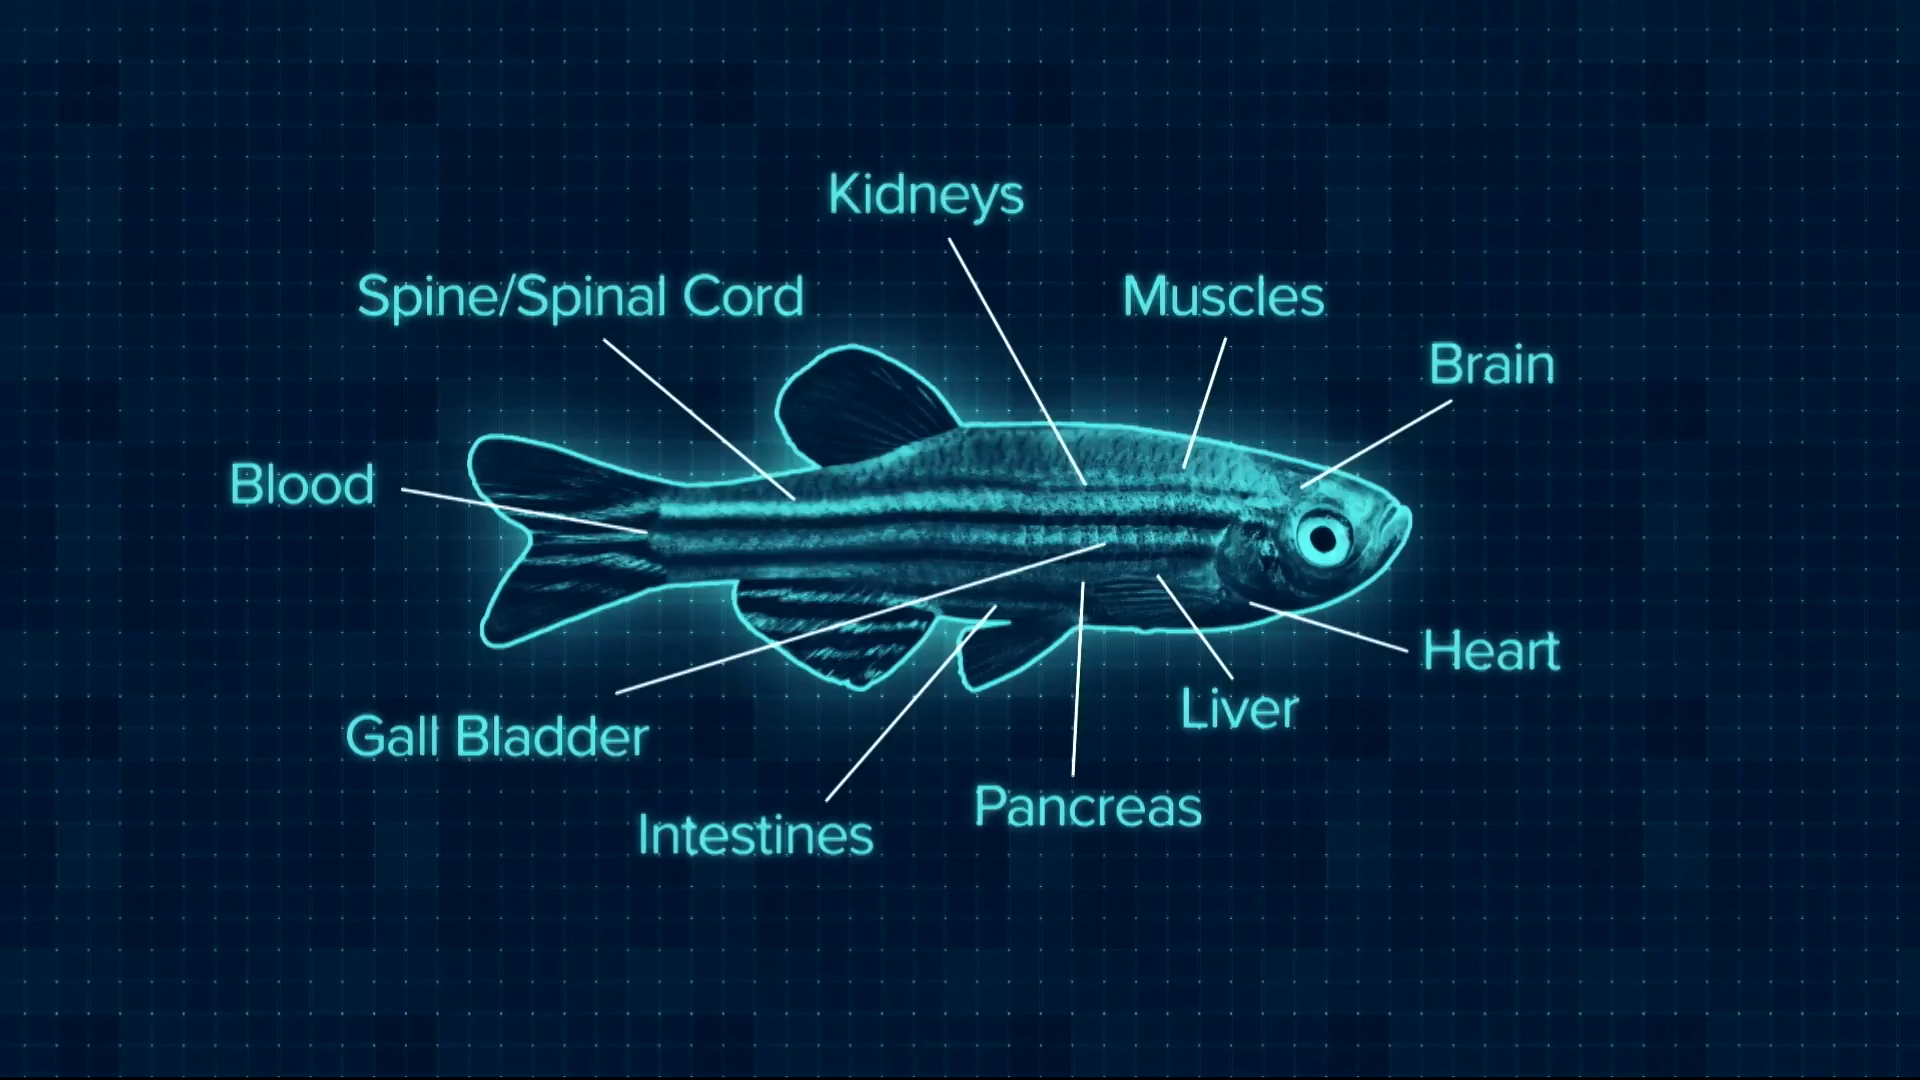 Kidneys
Spine/Spinal Cord
Muscles
Brain
Blood
Heart
Liver
Gall Bladder
Pancreas
Intestines